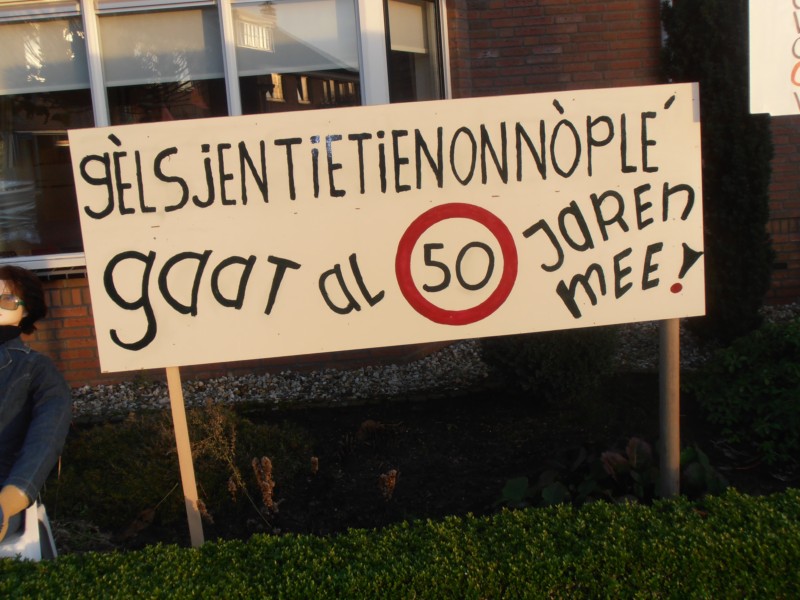 gÈLSjENTiETIENONNÒPLÉ
gaaT aL 50 jaREn
MEE!